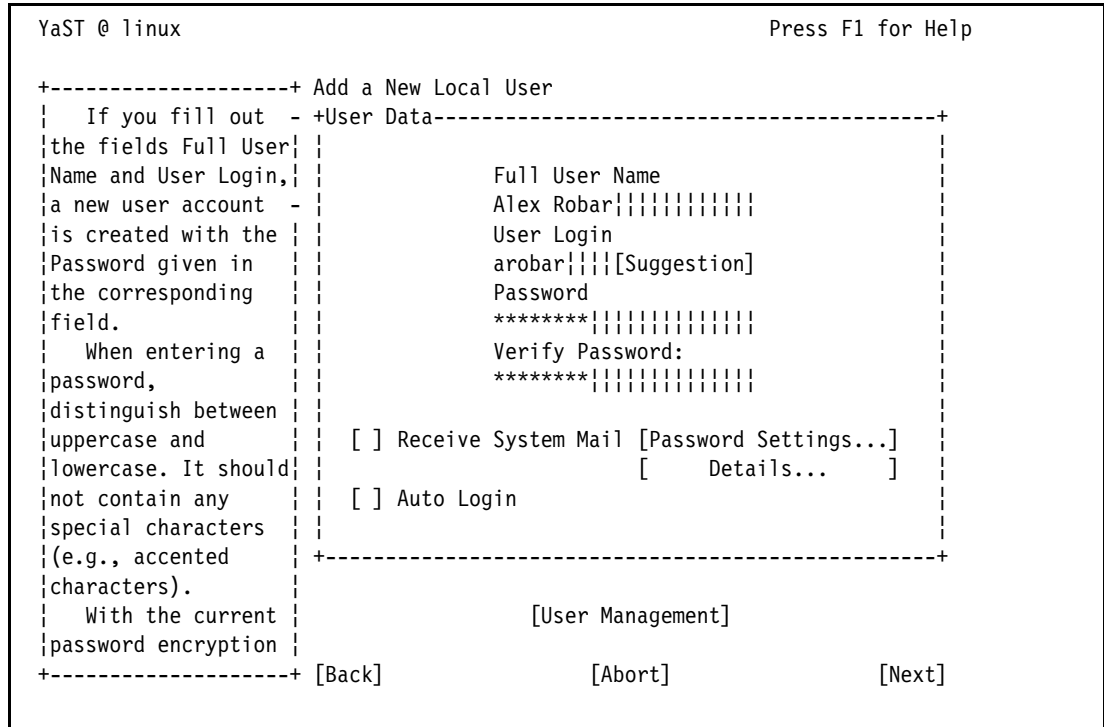 YaST @ linux                                                  Press F1 for Help
+--------------------+ Add a New Local User
¦   If you fill out  - +User Data------------------------------------------+
¦the fields Full User¦ ¦                                                    ¦
¦Name and User Login,¦ ¦              Full User Name                        ¦
¦a new user account  - ¦              Alex Robar¦¦¦¦¦¦¦¦¦¦¦¦                ¦
¦is created with the ¦ ¦              User Login                            ¦
¦Password given in   ¦ ¦              arobar¦¦¦¦[Suggestion]                ¦
¦the corresponding   ¦ ¦              Password                              ¦
¦field.              ¦ ¦              ********¦¦¦¦¦¦¦¦¦¦¦¦¦¦                ¦
¦   When entering a  ¦ ¦              Verify Password:                      ¦
¦password,           ¦ ¦              ********¦¦¦¦¦¦¦¦¦¦¦¦¦¦                ¦
¦distinguish between ¦ ¦                                                    ¦
¦uppercase and       ¦ ¦  [ ] Receive System Mail [Password Settings...]    ¦
¦lowercase. It should¦ ¦                          [     Details...     ]    ¦
¦not contain any     ¦ ¦  [ ] Auto Login                                    ¦
¦special characters  ¦ ¦                                                    ¦
¦(e.g., accented     ¦ +----------------------------------------------------+
¦characters).        ¦
¦   With the current ¦                   [User Management]
¦password encryption ¦
+--------------------+ [Back]                  [Abort]                 [Next]